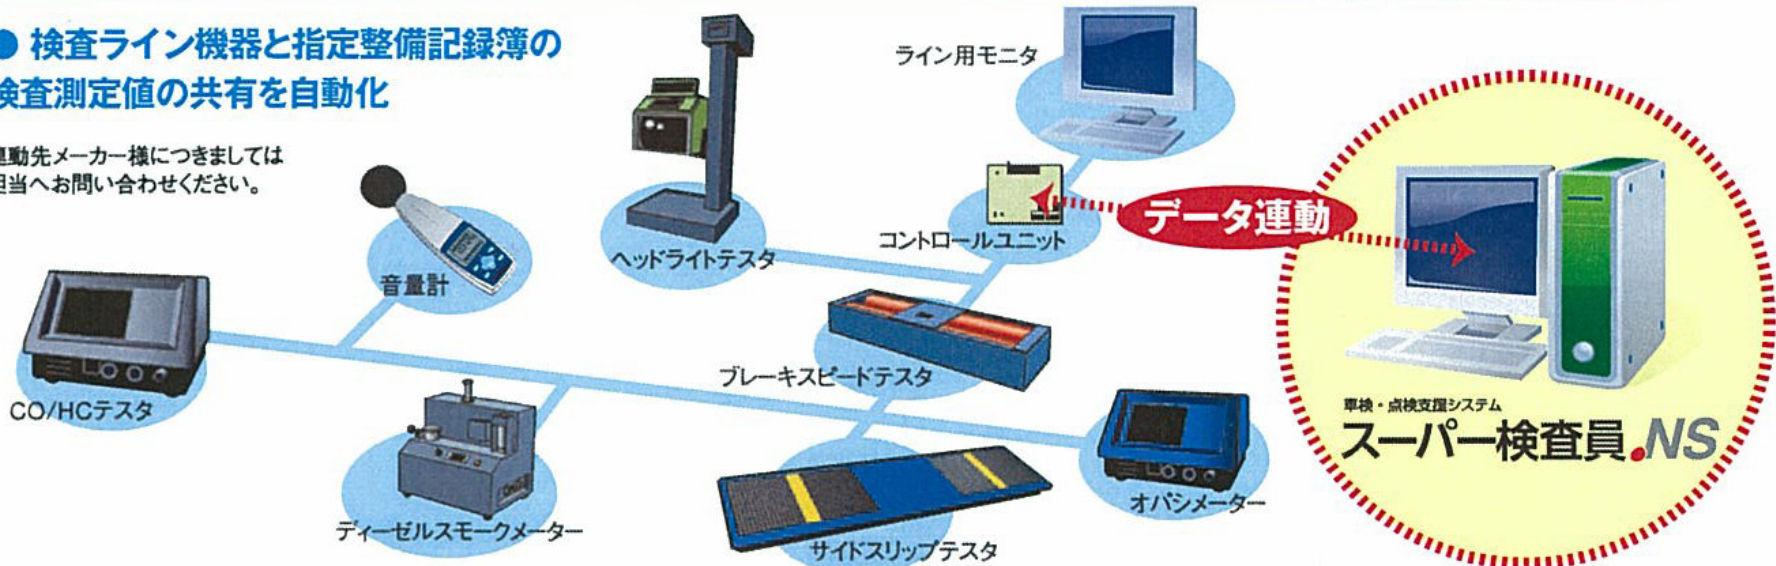 ● 検査ライン機器と指定整備記録簿の
検査測定値の共有を自動化
連動先メーカー様につきましては
担当へお問い合わせください。
ライン用モニタ
コントロールユニット
データ連動
ヘッドライトテスタ
音量計
CO/HCテスタ
ブレーキスピードテスタ
ディーゼルスモークメーター
サイドスリップテスタ
オパシメーター
車検・点検支援システム
スーパー検査員.NS